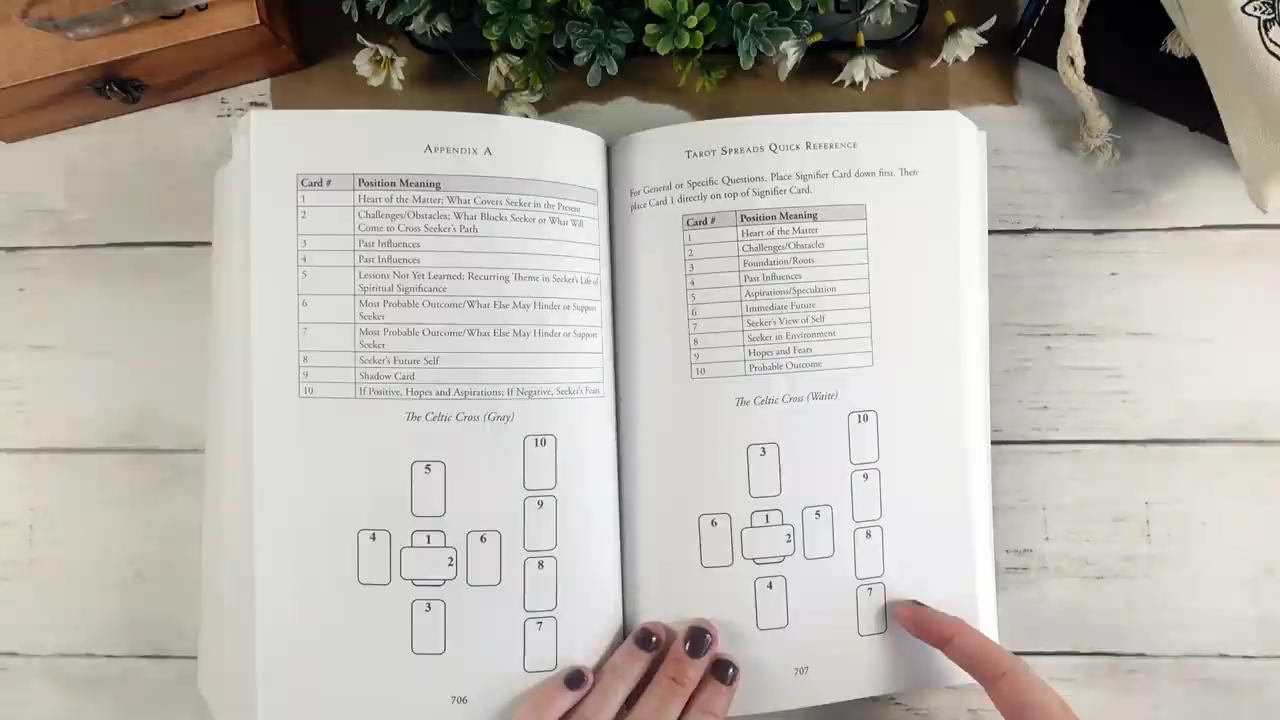 APPENDIX A
Card # Position Meaning
1 Heart of the Matter; What Covers Seeker in the Present
2 Challenges/Obstacles; What Blocks Seeker or What Will
Come to Cross Seeker's Path
3 Past Influences
4 Past Influences
5 Lessons Not Yet Learned; Recurring Theme in Seeker's Life of
Spiritual Significance
6 Most Probable Outcome/What Else May Hinder or Support
Seeker
7 Most Probable Outcome/What Else May Hinder or Support
Seeker
8 Seeker's Future Self
9 Shadow Card
10 If Positive, Hopes and Aspirations; If Negative, Seeker's Fears
The Celtic Cross (Gray)
10
5
9
4 1 6
2
8
3
7
706
TAROT SPREADS QUICK REFERENCE
For General or Specific Questions. Place Signifier Card down first. Then
place Card 1 directly on top of Signifier Card.
Card # Position Meaning
1 Heart of the Matter
2 Challenges/Obstacles
3 Foundation/Roots
4 Past Influences
5 Aspirations/Speculation
6 Immediate Future
7 Seeker's View of Self
8 Seeker in Environment
9 Hopes and Fears
10 Probable Outcome
The Celtic Cross (Waite)
10
3
9
6 1 5
2
8
4
7
707